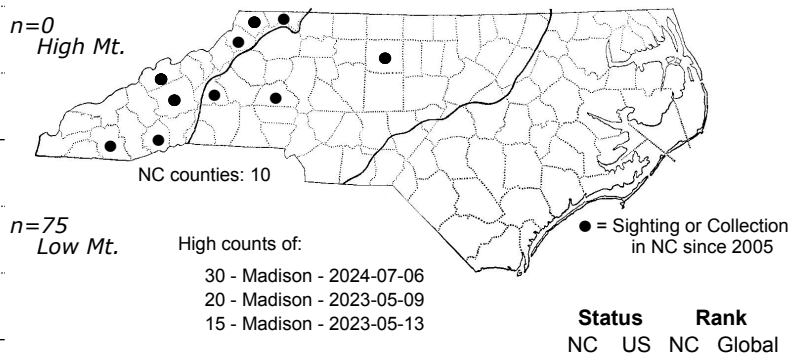 n=0
High Mt.
NC counties: 10
n=75
Low Mt.
High counts of:
30 - Madison - 2024-07-06
20 - Madison - 2023-05-09
15 - Madison - 2023-05-13
● = Sighting or Collection
in NC since 2005
Status Rank
NC US NC Global